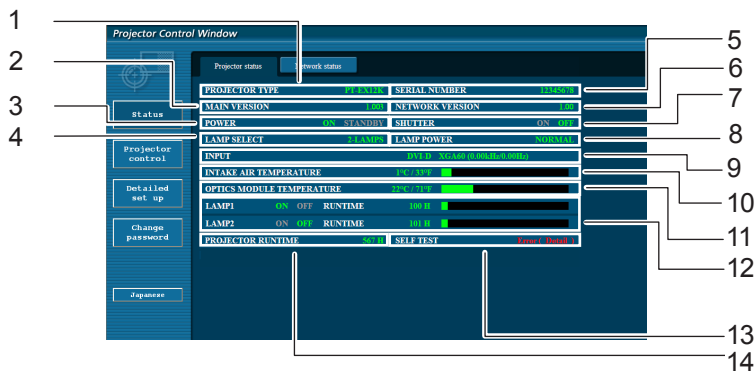 Projector Control Window
1
2
3
4
5
6
7
8
9
10
11
12
13
14
Projector status Network status
Status
Projector control
Detailed set up
Change password
Japanese
PROJECTOR TYPE PT-EX12K SERIAL NUMBER 12345678
MAIN VERSION 1.003 NETWORK VERSION 1.00
POWER ON STANDBY SHUTTER ON OFF
LAMP SELECT 2-LAMPS LAMP POWER NORMAL
INPUT DVI-D XGA60 (0.00kHz/0.00Hz)
INTAKE AIR TEMPERATURE 1°C / 33°F
OPTICS MODULE TEMPERATURE 22°C / 71°F
LAMP1 ON OFF RUNTIME 100 H
LAMP2 ON OFF RUNTIME 101 H
PROJECTOR RUNTIME 567 H SELF TEST Error ( Detail )